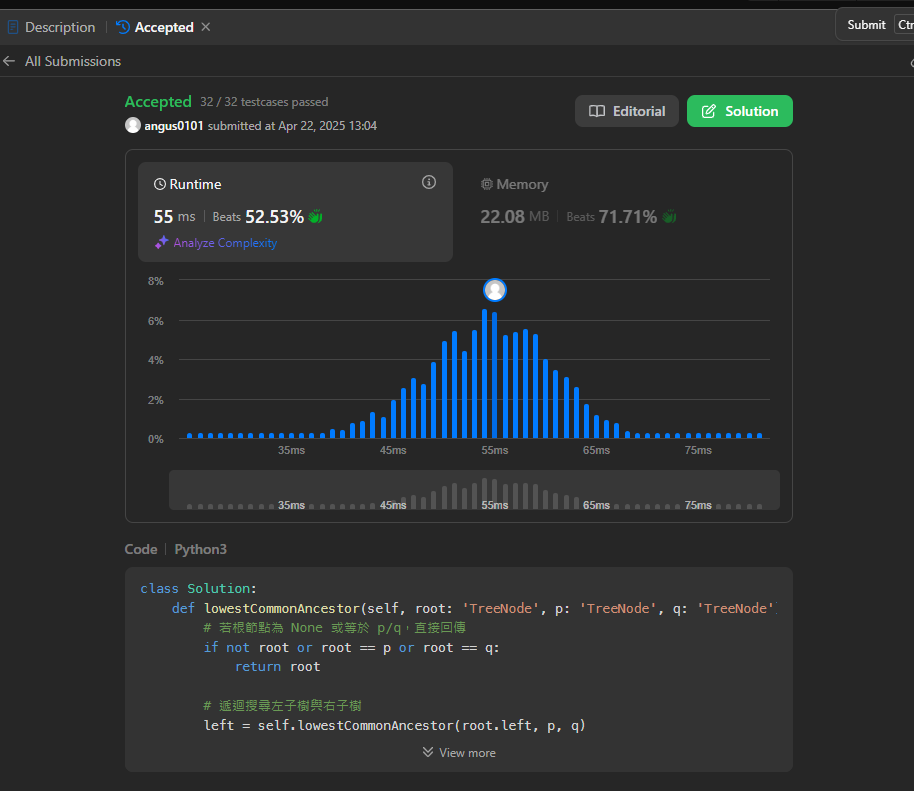 Description | Accepted ×
Submit Ctr
← All Submissions
Accepted 32 / 32 testcases passed
angus0101 submitted at Apr 22, 2025 13:04
Editorial
Solution
Runtime
55 ms | Beats 52.53%
Analyze Complexity
Memory
22.08 MB | Beats 71.71%
8%
6%
4%
2%
0%
35ms 45ms 55ms 65ms 75ms
35ms 45ms 55ms 65ms 75ms
Code | Python3
class Solution:
def lowestCommonAncestor(self, root: 'TreeNode', p: 'TreeNode', q: 'TreeNode'
# 若根節點為 None 或等於 p/q，直接回傳
if not root or root == p or root == q:
return root
# 遞迴搜尋左子樹與右子樹
left = self.lowestCommonAncestor(root.left, p, q)
View more